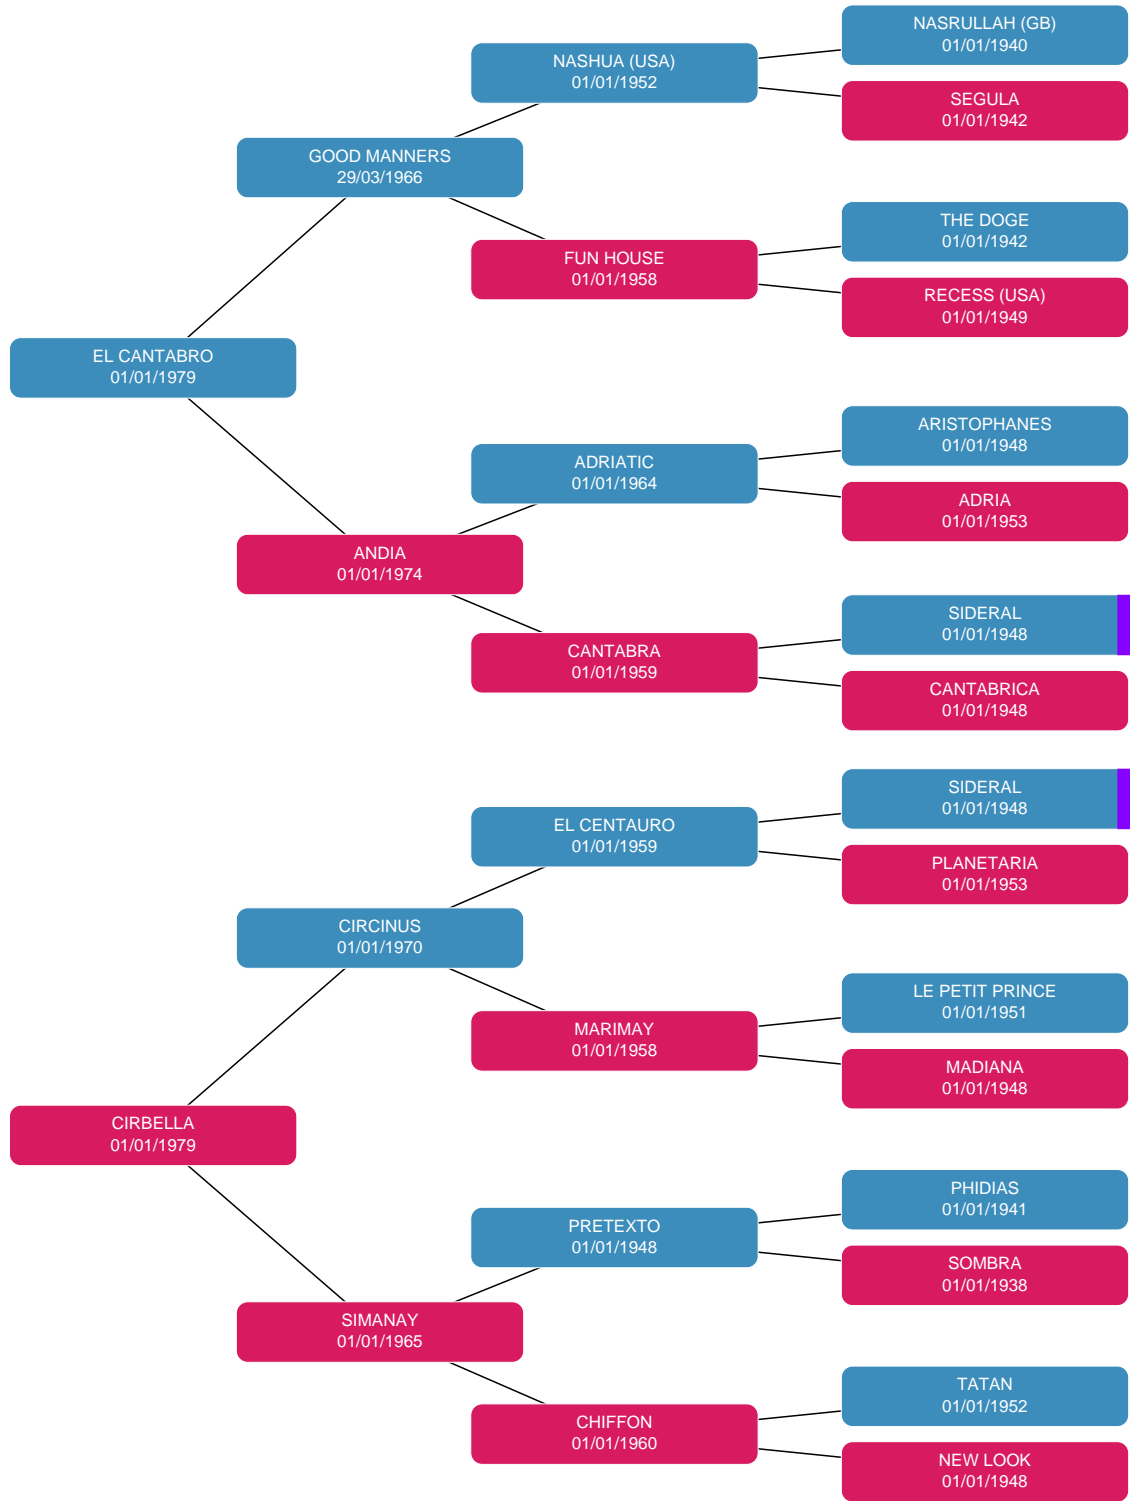 NASRULLAH (GB)
01/01/1940
NASHUA (USA)
01/01/1952
SEGULA
01/01/1942
GOOD MANNERS
29/03/1966
THE DOGE
01/01/1942
FUN HOUSE
01/01/1958
RECESS (USA)
01/01/1949
EL CANTABRO
01/01/1979
ARISTOPHANES
01/01/1948
ADRIATIC
01/01/1964
ADRIA
01/01/1953
ANDIA
01/01/1974
SIDERAL
01/01/1948
CANTABRA
01/01/1959
CANTABRICA
01/01/1948
SIDERAL
01/01/1948
EL CENTAURO
01/01/1959
PLANETARIA
01/01/1953
CIRCINUS
01/01/1970
LE PETIT PRINCE
01/01/1951
MARIMAY
01/01/1958
MADIANA
01/01/1948
CIRBELLA
01/01/1979
PHIDIAS
01/01/1941
PRETEXTO
01/01/1948
SOMBRA
01/01/1938
SIMANAY
01/01/1965
TATAN
01/01/1952
CHIFFON
01/01/1960
NEW LOOK
01/01/1948